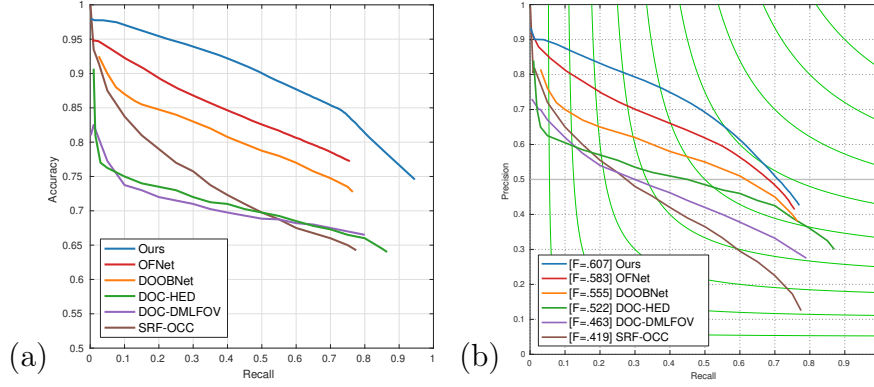 1
0.95
0.9
0.85
0.8
0.75
0.7
0.65
0.6
0.55
0.5
Accuracy
0 0.1 0.2 0.3 0.4 0.5 0.6 0.7 0.8 0.9 1
Recall
Ours
OFNet
DOOBNet
DOC-HED
DOC-DMLFOV
SRF-OCC
(a)
1
0.9
0.8
0.7
0.6
0.5
0.4
0.3
0.2
0.1
0
Precision
0 0.1 0.2 0.3 0.4 0.5 0.6 0.7 0.8 0.9
Recall
[F=.607] Ours
[F=.583] OFNet
[F=.555] DOOBNet
[F=.522] DOC-HED
[F=.463] DOC-DMLFOV
[F=.419] SRF-OCC
(b)